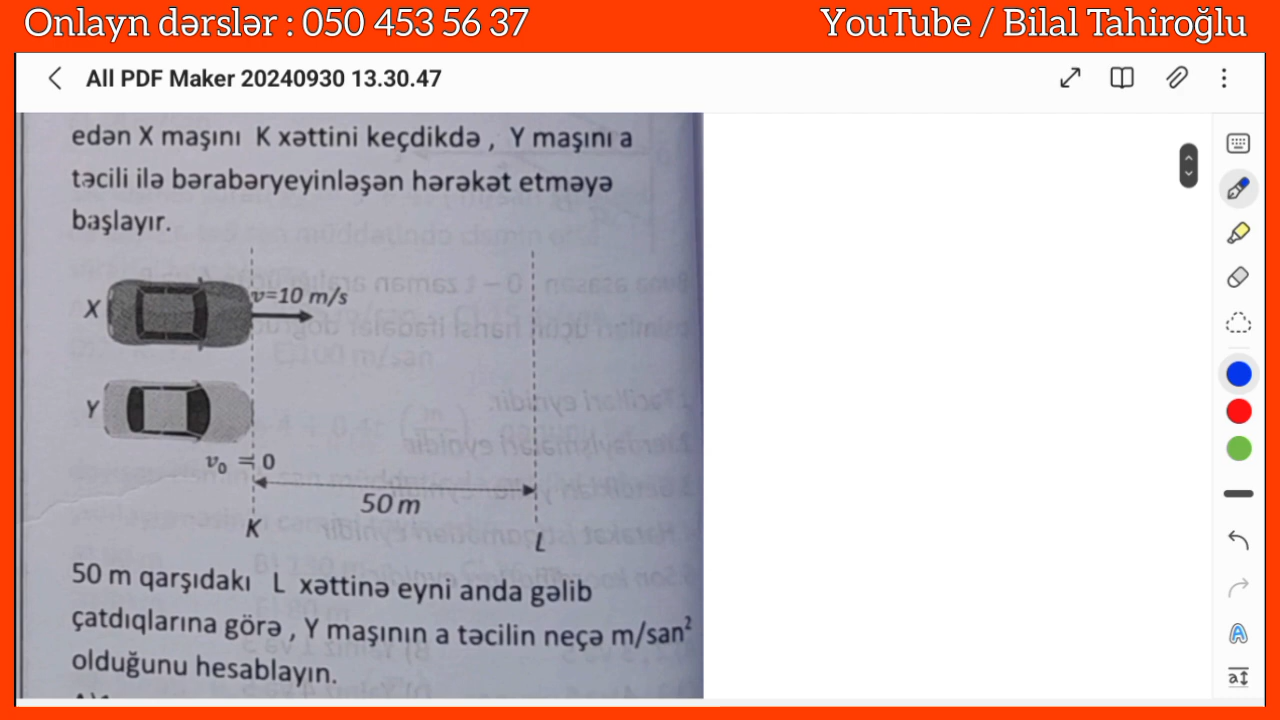 Onlayn dərslər : 050 453 56 37
YouTube / Bilal Tahiroğlu
All PDF Maker 20240930 13.30.47
edən X maşını K xəttini keçdikdə , Y maşını a
təcili ilə bərabəryeyinləşən hərəkət etməyə
başlayır.
X
v=10 m/s
Y
v₀ = 0
50 m
K
L
50 m qarşıdakı L xəttinə eyni anda gəlib
çatdıqlarına görə , Y maşının a təcilin neçə m/san²
olduğunu hesablayın.